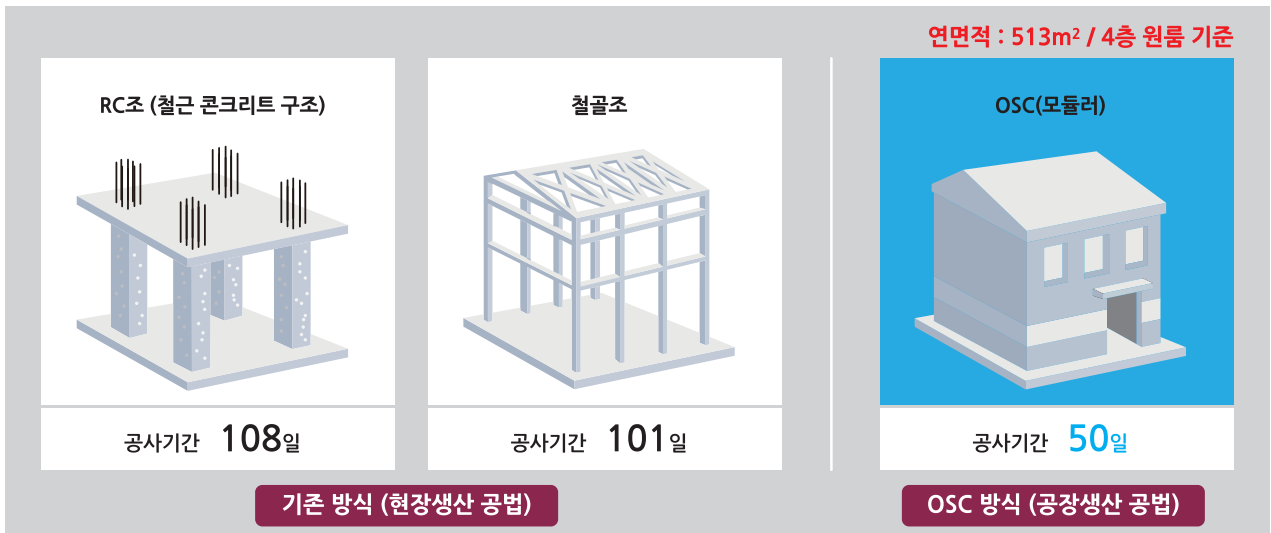 연면적 : 513m² / 4층 원룸 기준
RC조 (철근 콘크리트 구조)
철골조
OSC(모듈러)
공사기간 108일
공사기간 101일
공사기간 50일
기존 방식 (현장생산 공법)
OSC 방식 (공장생산 공법)